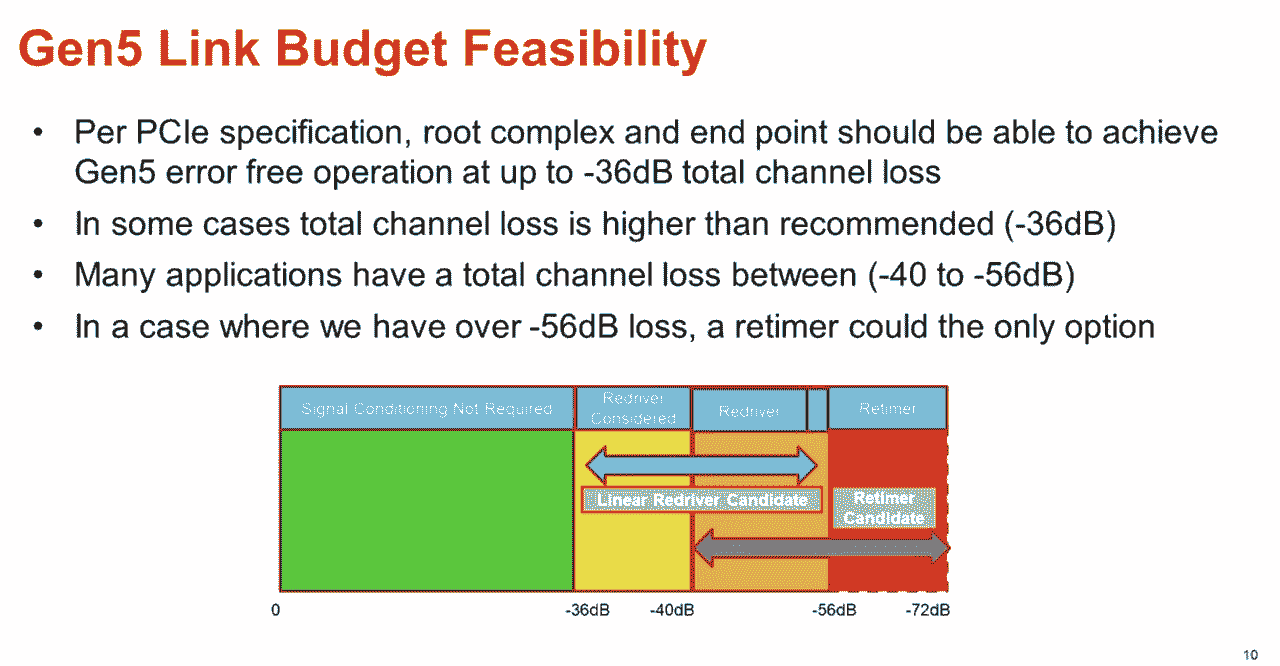 Gen5 Link Budget Feasibility
• Per PCIe specification, root complex and end point should be able to achieve
Gen5 error free operation at up to -36dB total channel loss
• In some cases total channel loss is higher than recommended (-36dB)
• Many applications have a total channel loss between (-40 to -56dB)
• In a case where we have over -56dB loss, a retimer could the only option
Signal Conditioning Not Required
Redriver
Considered
Redriver
Retimer
Linear Redriver Candidate
Retimer
Candidate
0
-36dB
-40dB
-56dB
-72dB
10